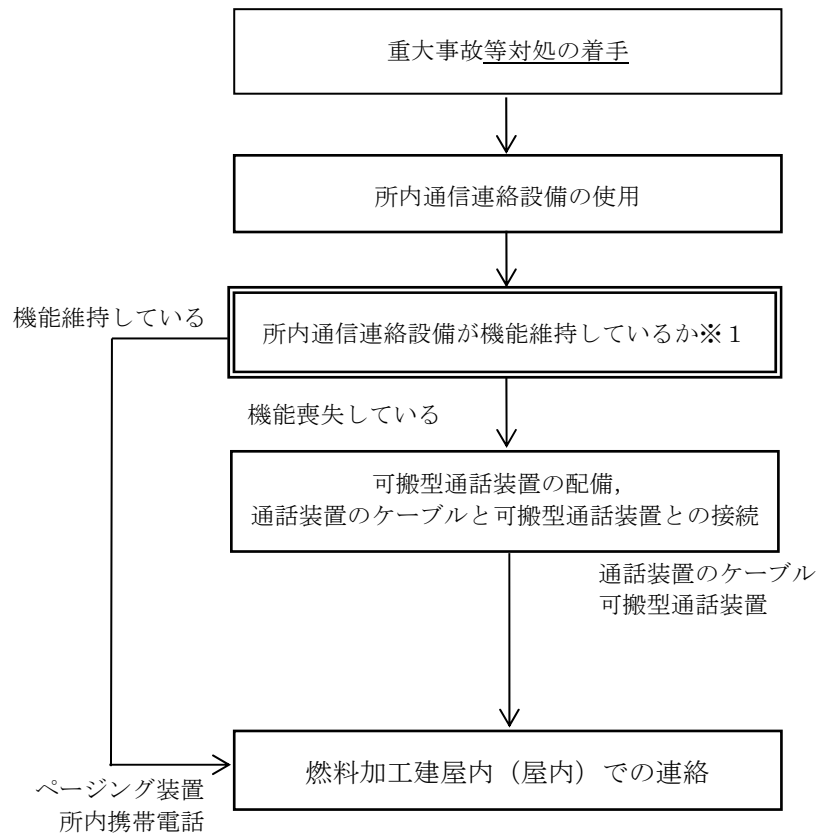 重大事故等対処の着手
所内通信連絡設備の使用
機能維持している
所内通信連絡設備が機能維持しているか※１
機能喪失している
可搬型通話装置の配備，
通話装置のケーブルと可搬型通話装置との接続
通話装置のケーブル
可搬型通話装置
燃料加工建屋内（屋内）での連絡
ページング装置
所内携帯電話